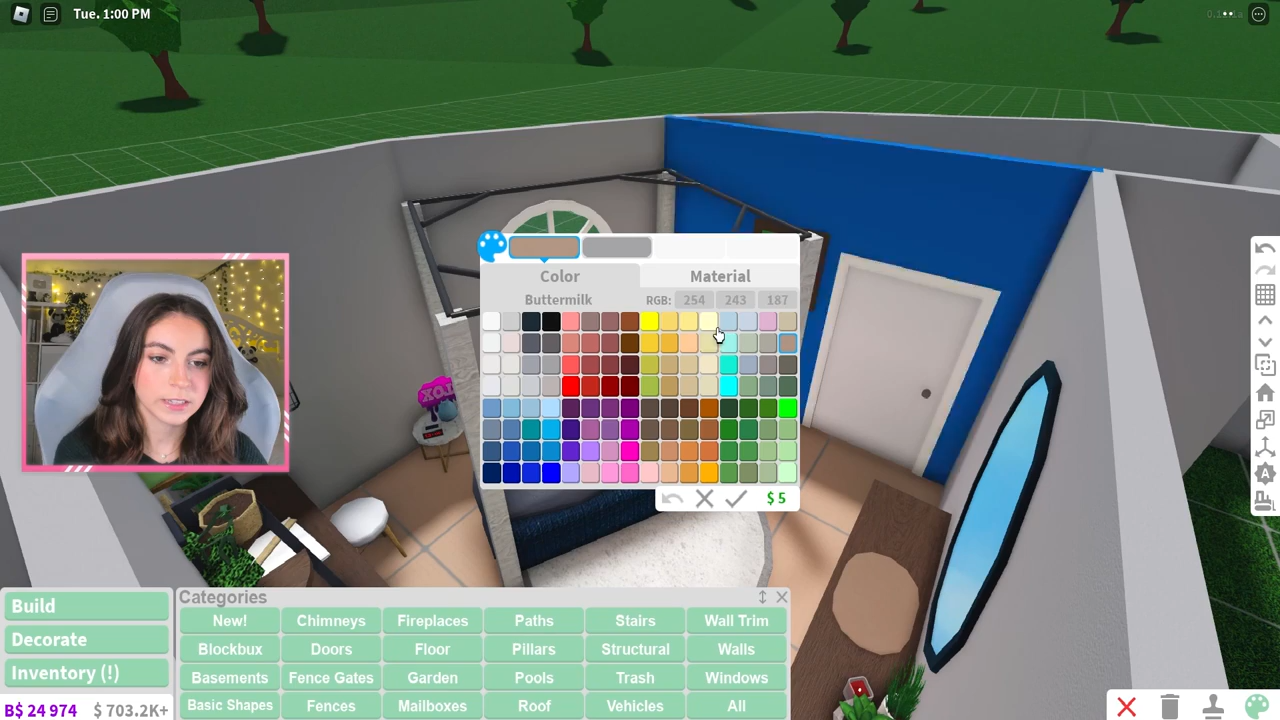 Tue. 1:00 PM
Color
Material
Buttermilk
RGB: 254 243 187
XOX
$ 5
Build
Decorate
Inventory (!)
B$ 24 974 $ 703.2K+
Categories
New! Chimneys Fireplaces Paths Stairs Wall Trim
Blockbux Doors Floor Pillars Structural Walls
Basements Fence Gates Garden Pools Trash Windows
Basic Shapes Fences Mailboxes Roof Vehicles All
A